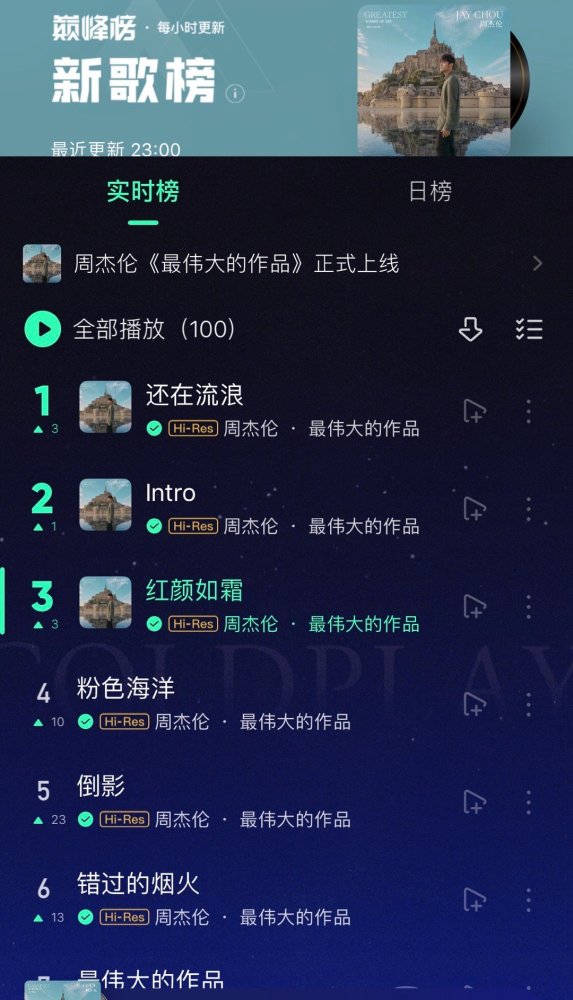 巅峰榜 · 每小时更新
新歌榜
最近更新 23:00
GREATEST
WORKS OF ART
JAY CHOU
周杰伦
实时榜 日榜
周杰伦《最伟大的作品》正式上线
全部播放（100）
1 还在流浪
3 Hi-Res 周杰伦 · 最伟大的作品
2 Intro
1 Hi-Res 周杰伦 · 最伟大的作品
3 红颜如霜
3 Hi-Res 周杰伦 · 最伟大的作品
COLDPLAY
4 粉色海洋
10 Hi-Res 周杰伦 · 最伟大的作品
5 倒影
23 Hi-Res 周杰伦 · 最伟大的作品
6 错过的烟火
13 Hi-Res 周杰伦 · 最伟大的作品
7 最伟大的作品